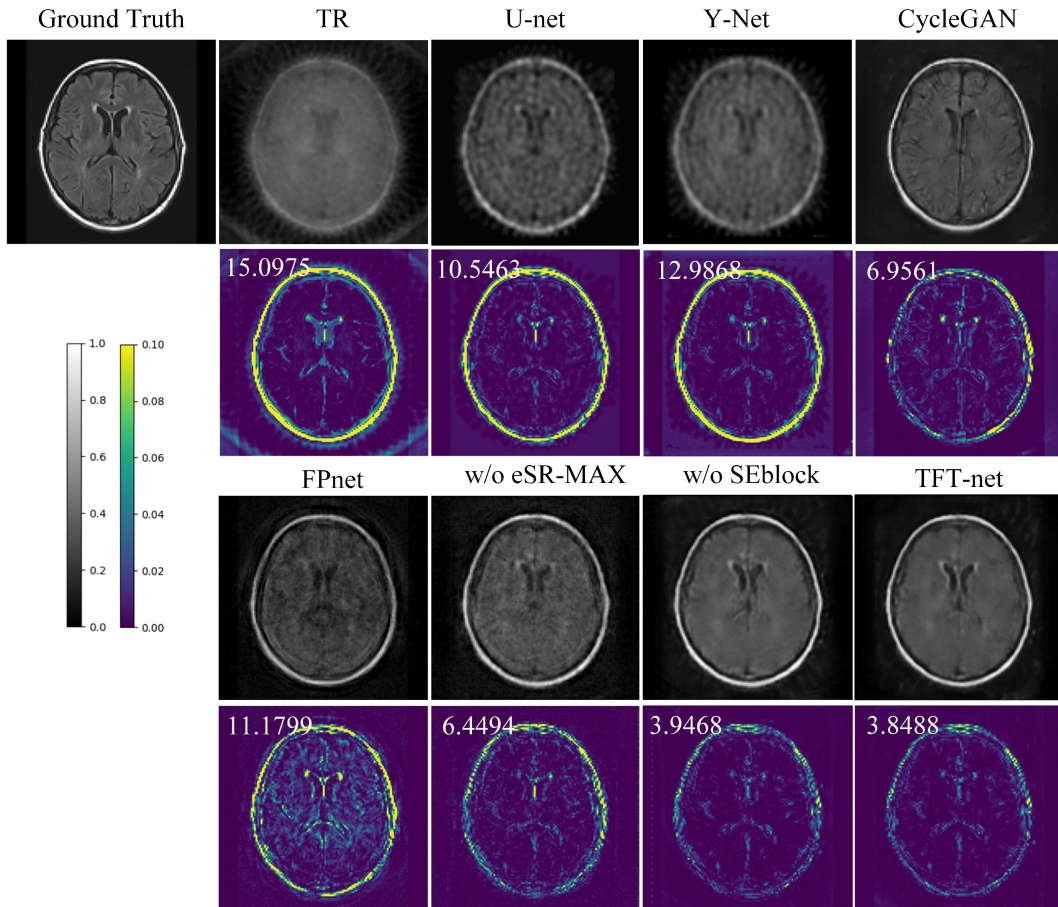 Ground Truth TR U-net Y-Net CycleGAN
15.0975 10.5463 12.9868 6.9561
1.0 0.10
0.8 0.08
0.6 0.06
0.4 0.04
0.2 0.02
0.0 0.00
FPnet w/o eSR-MAX w/o SEblock TFT-net
11.1799 6.4494 3.9468 3.8488